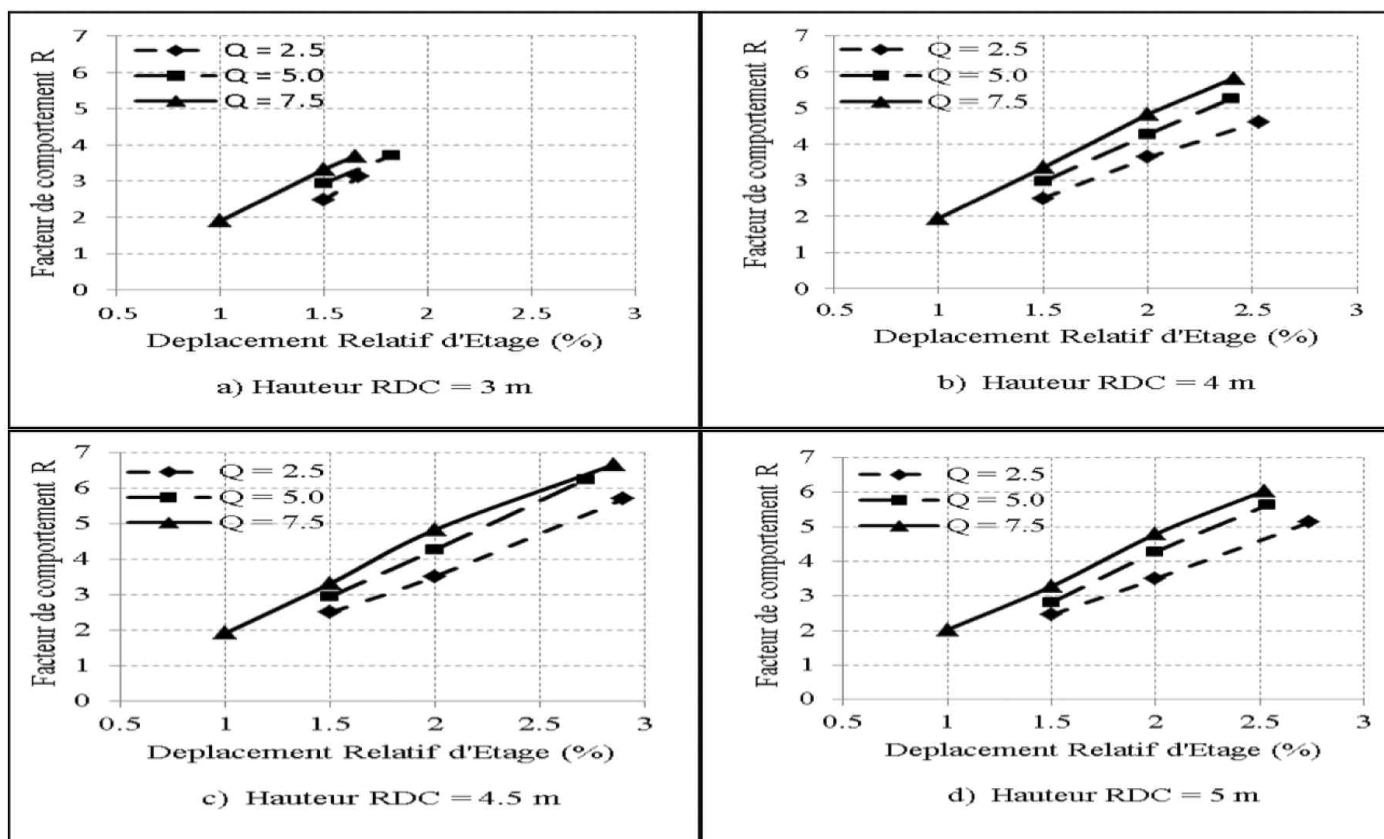 Facteur de comportement R
7
6
5
4
3
2
1
0
Q = 2.5
Q = 5.0
Q = 7.5
0.5 1 1.5 2 2.5 3
Deplacement Relatif d'Etage (%)
a) Hauteur RDC = 3 m
Facteur de comportement R
7
6
5
4
3
2
1
0
Q = 2.5
Q = 5.0
Q = 7.5
0.5 1 1.5 2 2.5 3
Deplacement Relatif d'Etage (%)
b) Hauteur RDC = 4 m
Facteur de comportement R
7
6
5
4
3
2
1
0
Q = 2.5
Q = 5.0
Q = 7.5
0.5 1 1.5 2 2.5 3
Deplacement Relatif d'Etage (%)
c) Hauteur RDC = 4.5 m
Facteur de comportement R
7
6
5
4
3
2
1
0
Q = 2.5
Q = 5.0
Q = 7.5
0.5 1 1.5 2 2.5 3
Deplacement Relatif d'Etage (%)
d) Hauteur RDC = 5 m